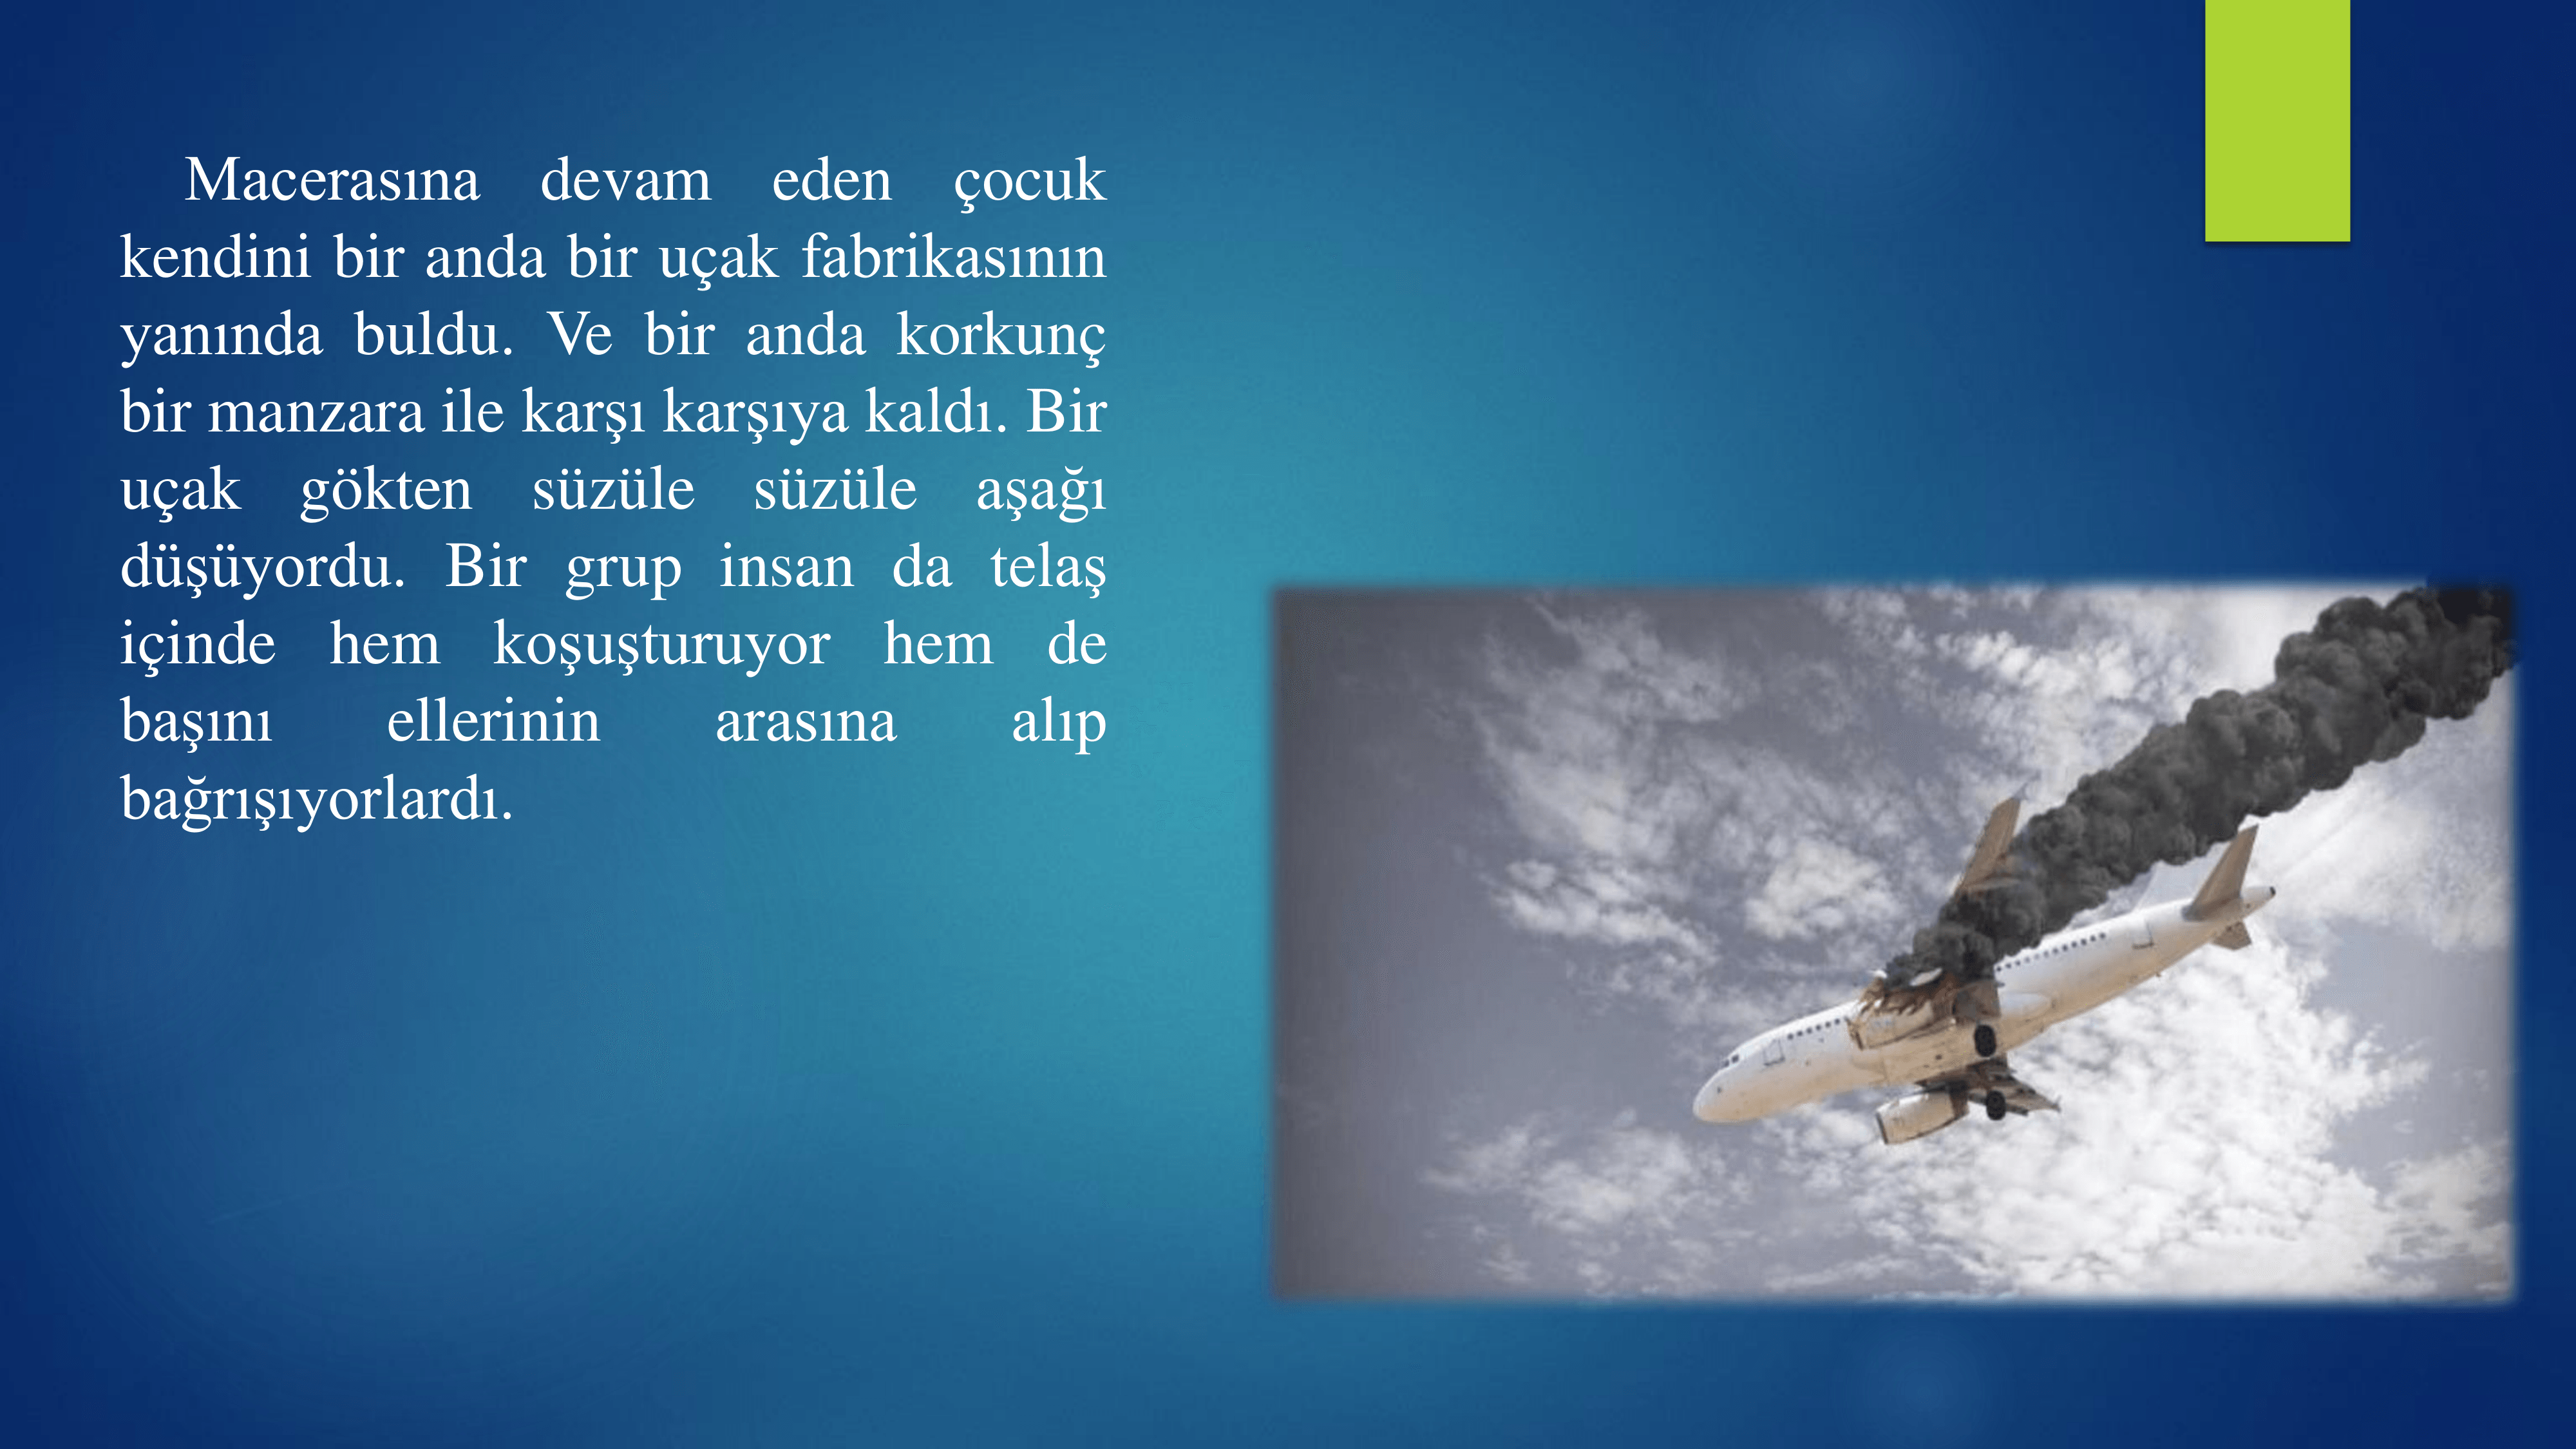 Macerasına devam eden çocuk
kendini bir anda bir uçak fabrikasının
yanında buldu. Ve bir anda korkunç
bir manzara ile karşı karşıya kaldı. Bir
uçak gökten süzüle süzüle aşağı
düşüyordu. Bir grup insan da telaş
içinde hem koşuşturuyor hem de
başını ellerinin arasına alıp
bağrışıyorlardı.